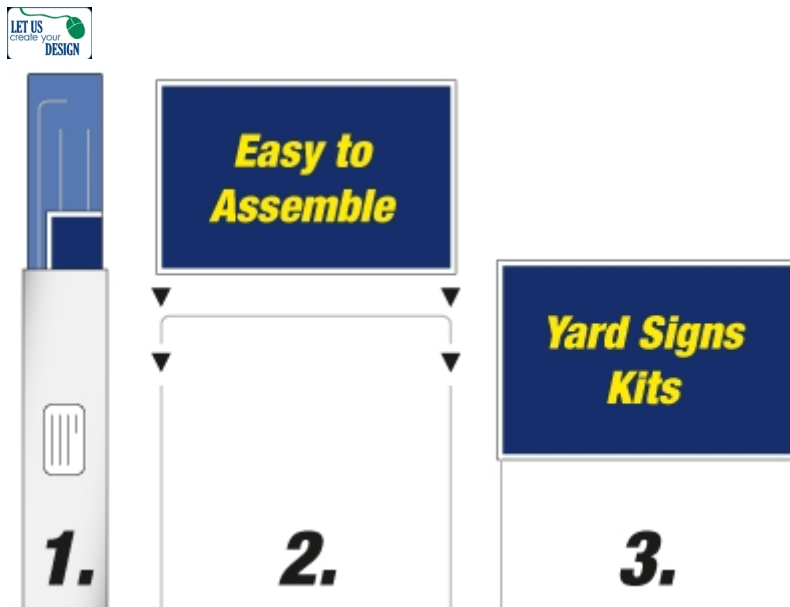 LET US
create your
DESIGN
Easy to
Assemble
Yard Signs
Kits
1.
2.
3.